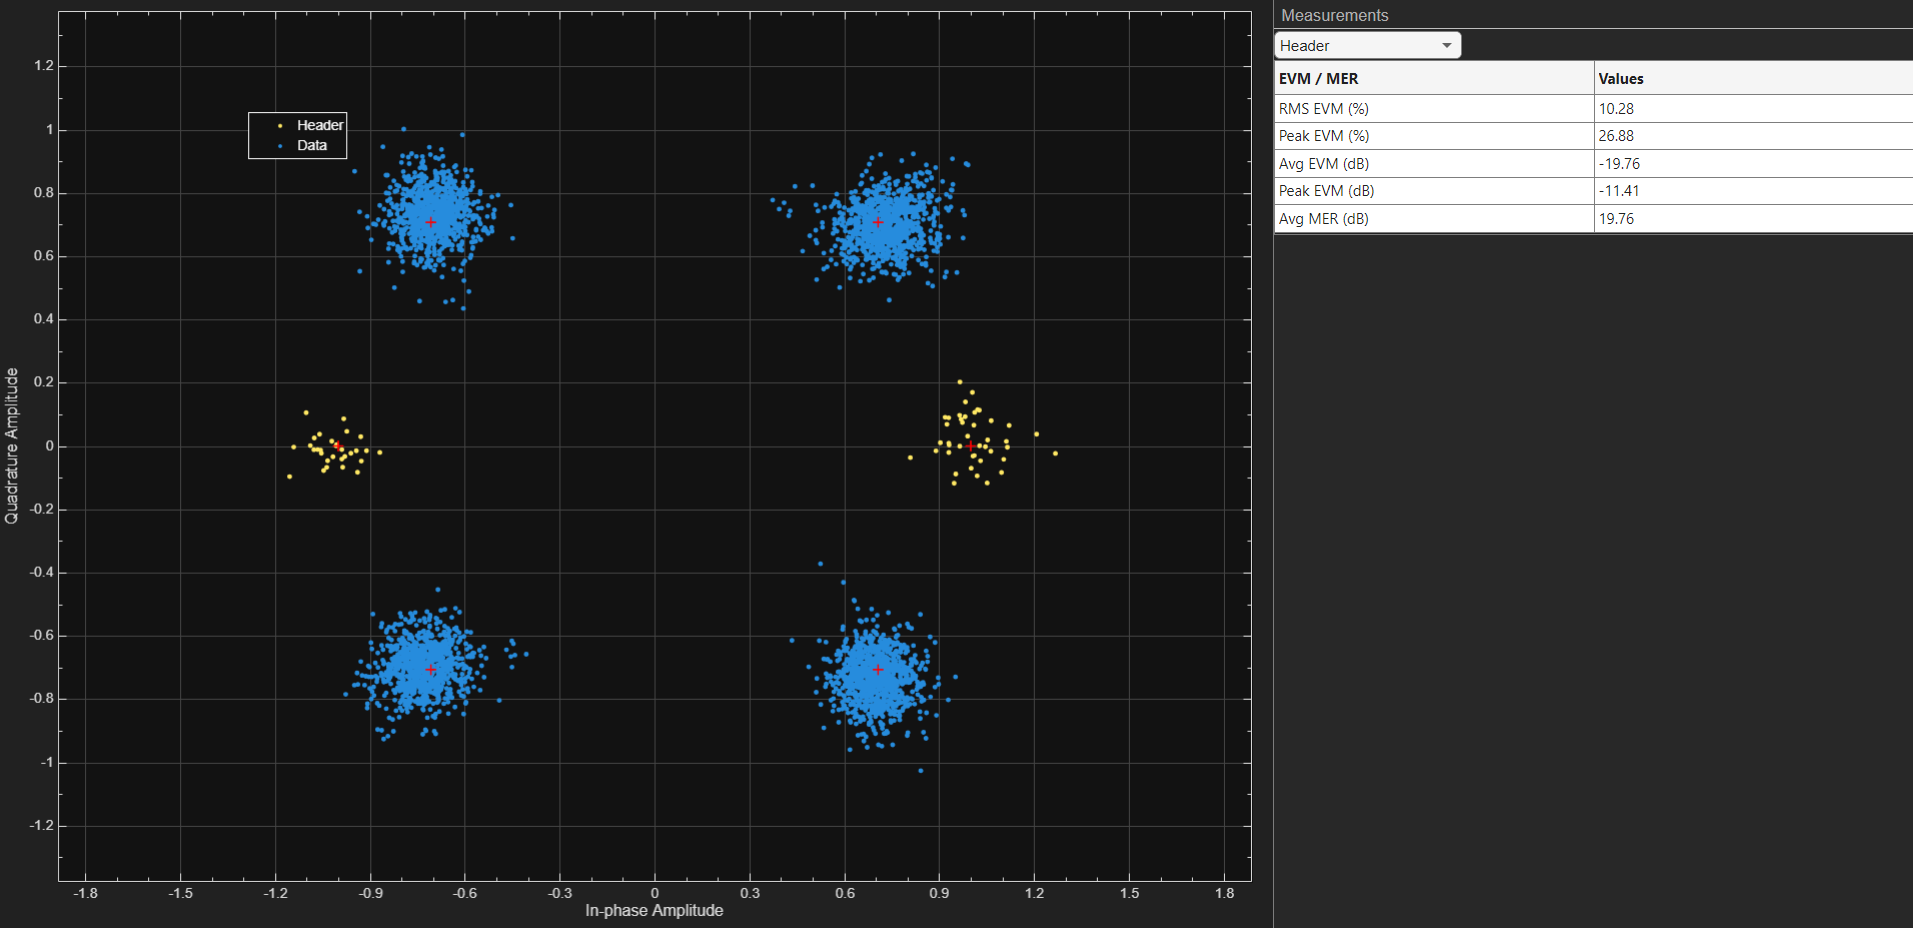 Measurements
Header
EVM / MER Values
RMS EVM (%) 10.28
Peak EVM (%) 26.88
Avg EVM (dB) -19.76
Peak EVM (dB) -11.41
Avg MER (dB) 19.76
Header
Data
Quadrature Amplitude
1.2
1
0.8
0.6
0.4
0.2
0
-0.2
-0.4
-0.6
-0.8
-1
-1.2
-1.8 -1.5 -1.2 -0.9 -0.6 -0.3 0 0.3 0.6 0.9 1.2 1.5 1.8
In-phase Amplitude